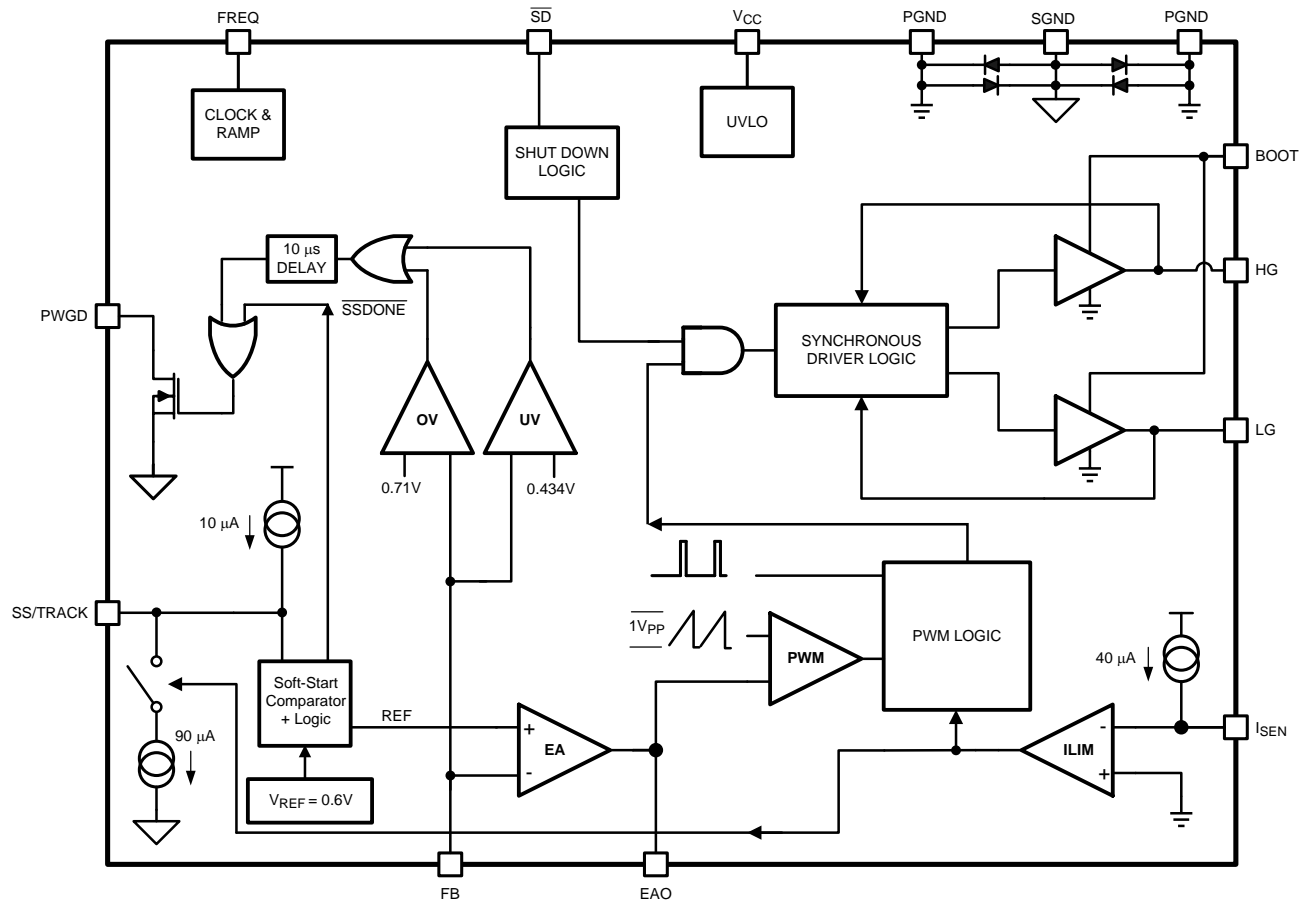 FREQ
SD
VCC
PGND
SGND
PGND
CLOCK &
RAMP
SHUT DOWN
LOGIC
UVLO
BOOT
10 µs
DELAY
HG
PWGD
SSDONE
SYNCHRONOUS
DRIVER LOGIC
OV
UV
LG
0.71V
0.434V
10 µA
SS/TRACK
1VPP
PWM
PWM LOGIC
40 µA
Soft-Start
Comparator
+ Logic
REF
+
-
EA
-
+
ILIM
ISEN
90 µA
VREF = 0.6V
FB
EAO